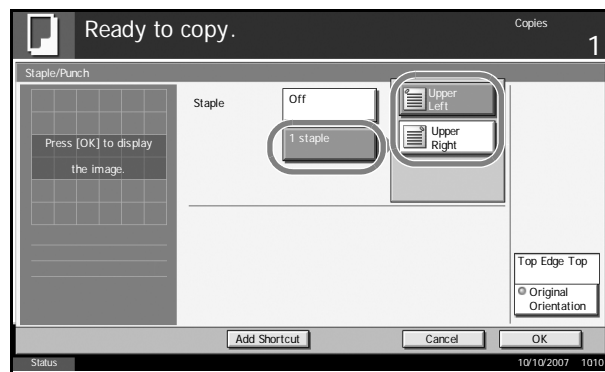 Ready to copy.
Copies
1
Staple/Punch
Press [OK] to display
the image.
Staple
Off
1 staple
Upper
Left
Upper
Right
Top Edge Top
Original
Orientation
Add Shortcut
Cancel
OK
Status
10/10/2007 1010